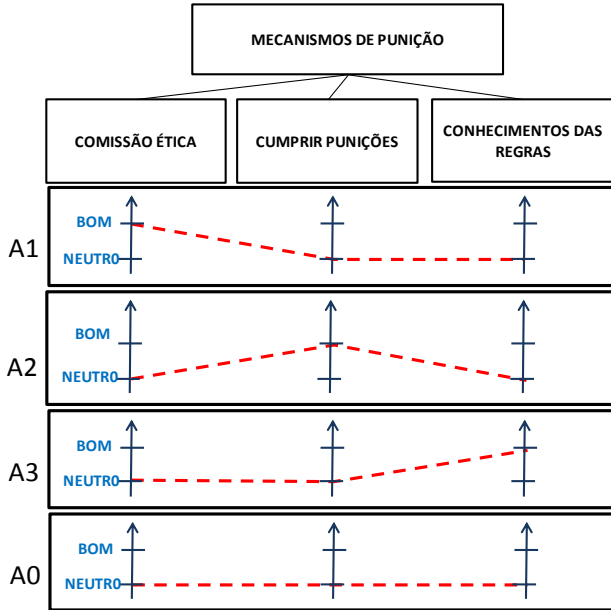 MECANISMOS DE PUNIÇÃO
COMISSÃO ÉTICA
CUMPRIR PUNIÇÕES
CONHECIMENTOS DAS
REGRAS
A1
BOM
NEUTR0
A2
BOM
NEUTR0
A3
BOM
NEUTR0
A0
BOM
NEUTR0